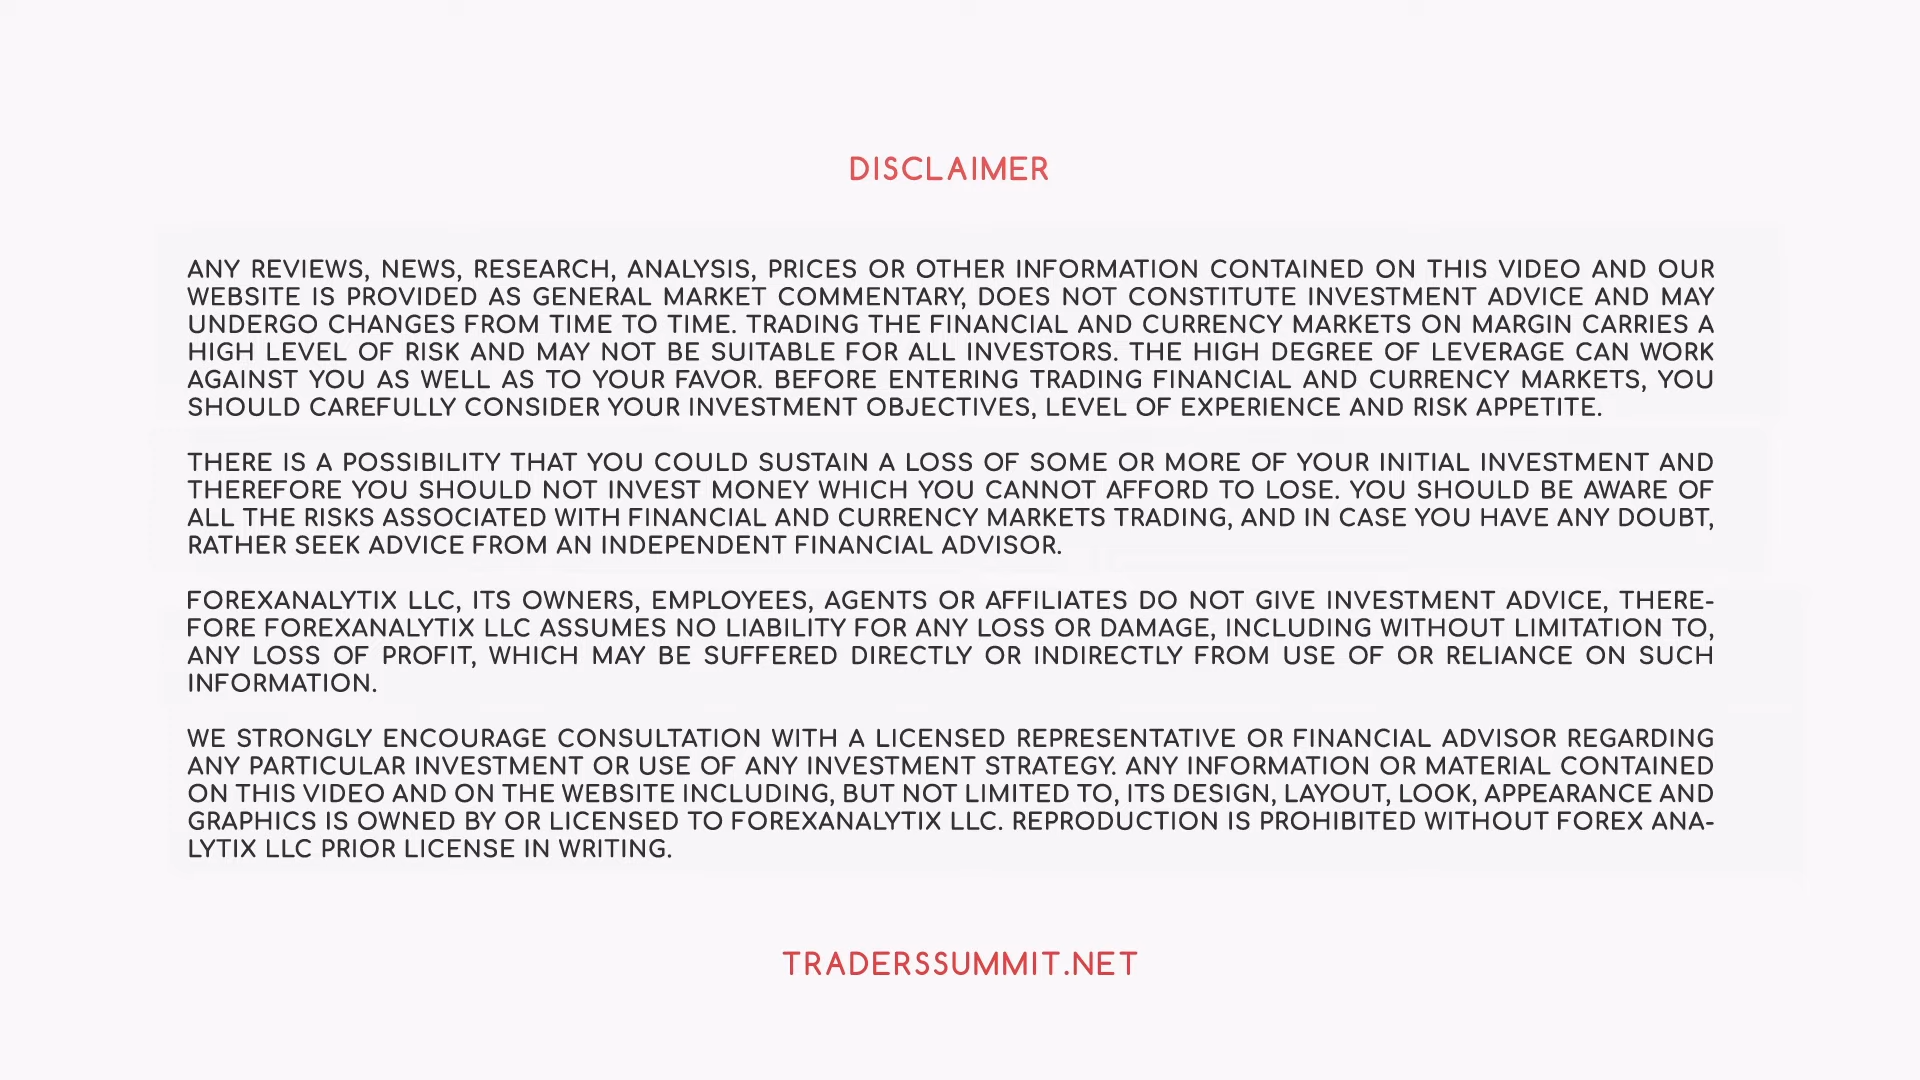 DISCLAIMER
ANY REVIEWS, NEWS, RESEARCH, ANALYSIS, PRICES OR OTHER INFORMATION CONTAINED ON THIS VIDEO AND OUR
WEBSITE IS PROVIDED AS GENERAL MARKET COMMENTARY, DOES NOT CONSTITUTE INVESTMENT ADVICE AND MAY
UNDERGO CHANGES FROM TIME TO TIME. TRADING THE FINANCIAL AND CURRENCY MARKETS ON MARGIN CARRIES A
HIGH LEVEL OF RISK AND MAY NOT BE SUITABLE FOR ALL INVESTORS. THE HIGH DEGREE OF LEVERAGE CAN WORK
AGAINST YOU AS WELL AS TO YOUR FAVOR. BEFORE ENTERING TRADING FINANCIAL AND CURRENCY MARKETS, YOU
SHOULD CAREFULLY CONSIDER YOUR INVESTMENT OBJECTIVES, LEVEL OF EXPERIENCE AND RISK APPETITE.
THERE IS A POSSIBILITY THAT YOU COULD SUSTAIN A LOSS OF SOME OR MORE OF YOUR INITIAL INVESTMENT AND
THEREFORE YOU SHOULD NOT INVEST MONEY WHICH YOU CANNOT AFFORD TO LOSE. YOU SHOULD BE AWARE OF
ALL THE RISKS ASSOCIATED WITH FINANCIAL AND CURRENCY MARKETS TRADING, AND IN CASE YOU HAVE ANY DOUBT,
RATHER SEEK ADVICE FROM AN INDEPENDENT FINANCIAL ADVISOR.
FOREXANALYTIX LLC, ITS OWNERS, EMPLOYEES, AGENTS OR AFFILIATES DO NOT GIVE INVESTMENT ADVICE, THERE-
FORE FOREXANALYTIX LLC ASSUMES NO LIABILITY FOR ANY LOSS OR DAMAGE, INCLUDING WITHOUT LIMITATION TO,
ANY LOSS OF PROFIT, WHICH MAY BE SUFFERED DIRECTLY OR INDIRECTLY FROM USE OF OR RELIANCE ON SUCH
INFORMATION.
WE STRONGLY ENCOURAGE CONSULTATION WITH A LICENSED REPRESENTATIVE OR FINANCIAL ADVISOR REGARDING
ANY PARTICULAR INVESTMENT OR USE OF ANY INVESTMENT STRATEGY. ANY INFORMATION OR MATERIAL CONTAINED
ON THIS VIDEO AND ON THE WEBSITE INCLUDING, BUT NOT LIMITED TO, ITS DESIGN, LAYOUT, LOOK, APPEARANCE AND
GRAPHICS IS OWNED BY OR LICENSED TO FOREXANALYTIX LLC. REPRODUCTION IS PROHIBITED WITHOUT FOREX ANA-
LYTIX LLC PRIOR LICENSE IN WRITING.
TRADERSSUMMIT.NET